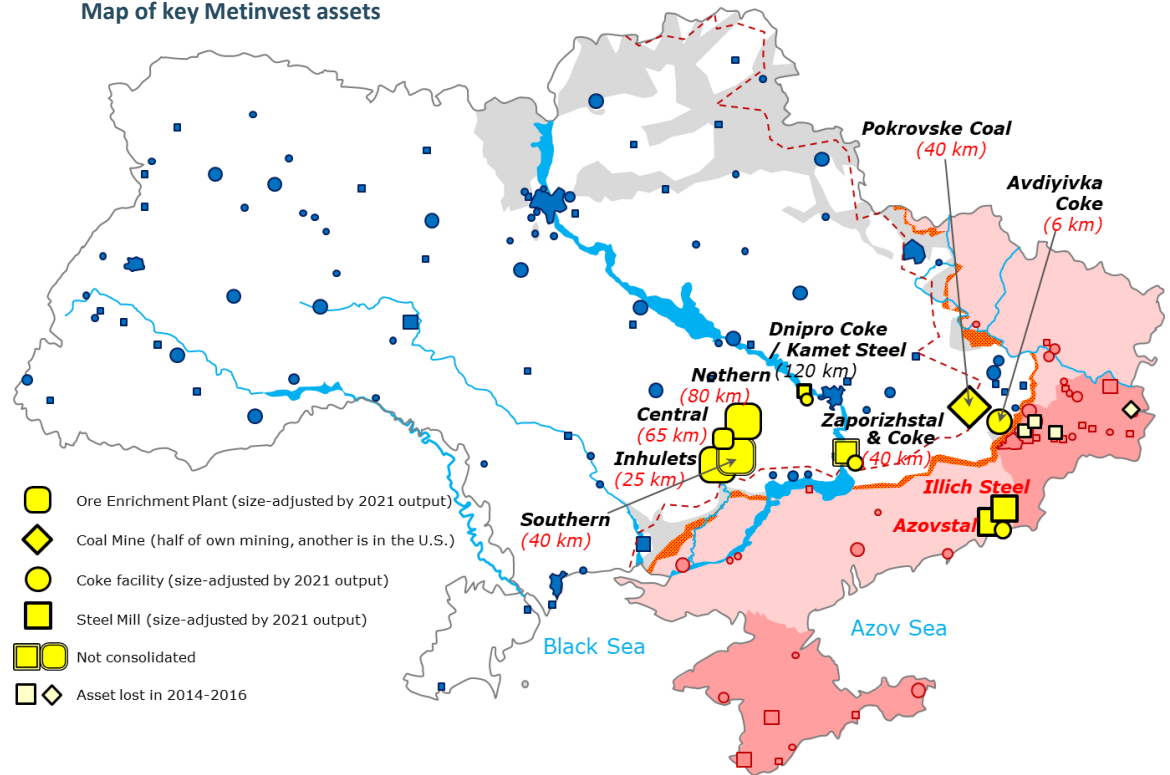 Map of key Metinvest assets
Pokrovske Coal
(40 km)
Avdiyivka
Coke
(6 km)
Dnipro Coke
/ Kamet Steel
(120 km)
Nothern
(80 km)
Central
(65 km)
Zaporizhstal
& Coke
(40 km)
Inhulets
(25 km)
Illich Steel
Azovstal
Southern
(40 km)
Ore Enrichment Plant (size-adjusted by 2021 output)
Coal Mine (half of own mining, another is in the U.S.)
Coke facility (size-adjusted by 2021 output)
Steel Mill (size-adjusted by 2021 output)
Not consolidated
Asset lost in 2014-2016
Black Sea
Azov Sea